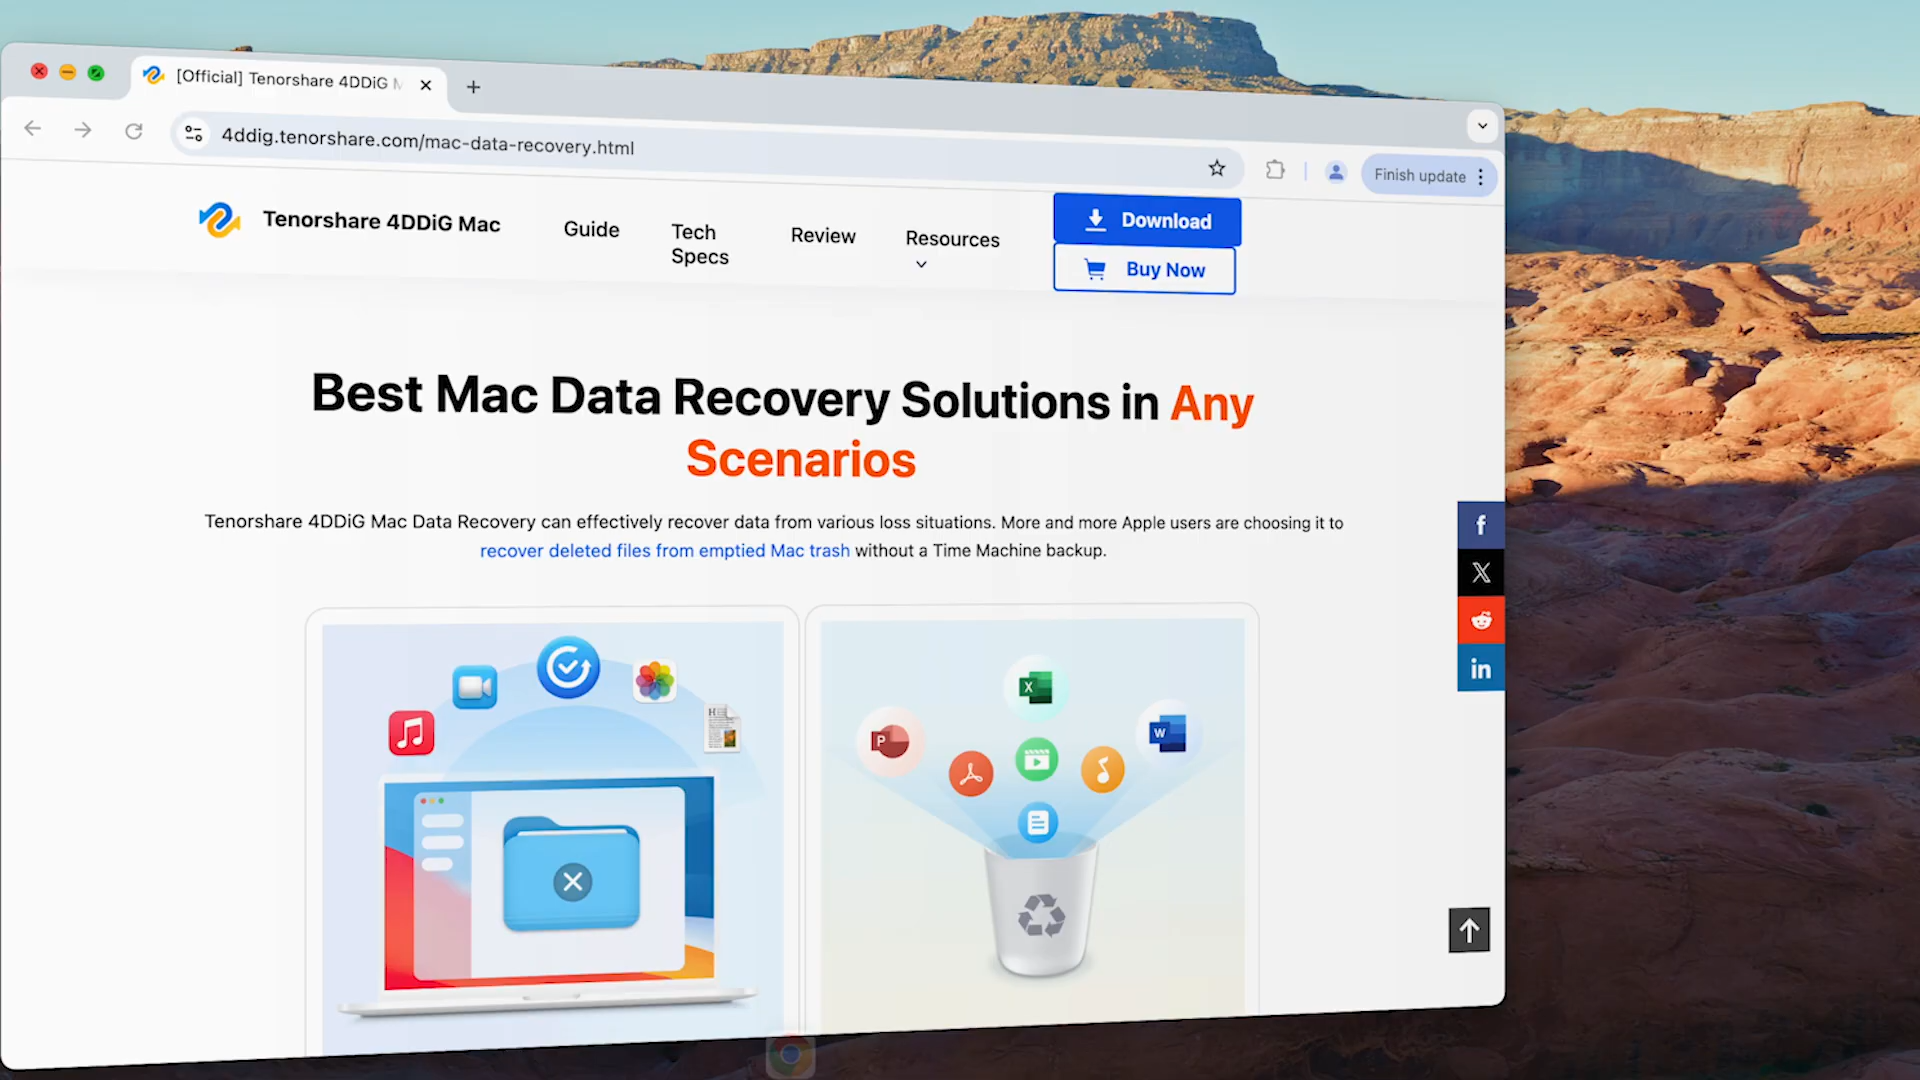 [Official] Tenorshare 4DDiG M
4ddig.tenorshare.com/mac-data-recovery.html
Finish update
Tenorshare 4DDiG Mac
Guide
Tech
Specs
Review
Resources
Download
Buy Now
Best Mac Data Recovery Solutions in Any
Scenarios
Tenorshare 4DDiG Mac Data Recovery can effectively recover data from various loss situations. More and more Apple users are choosing it to
recover deleted files from emptied Mac trash without a Time Machine backup.
f
X
in
X
P
W